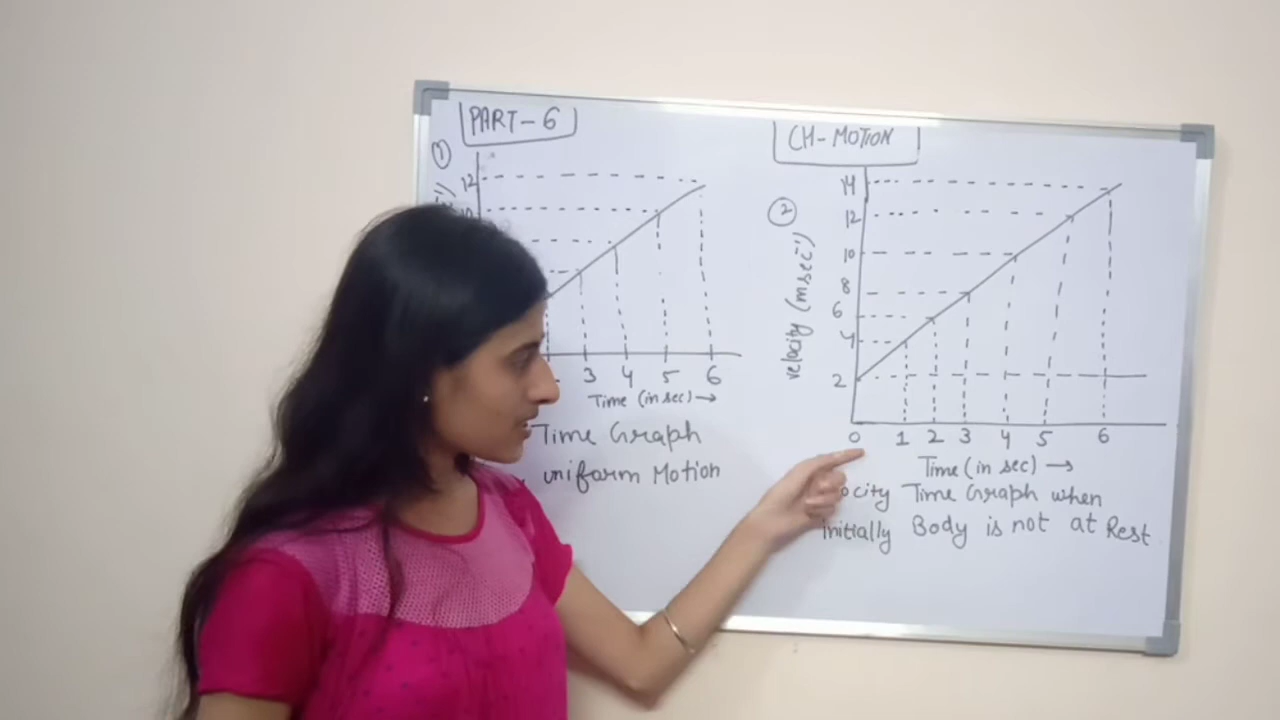 PART-6
CH-MOTION
①
12
3 4 5 6
Time (in sec) →
Time Graph
uniform Motion
②
velocity (msec⁻¹)
14
12
10
8
6
4
2
0 1 2 3 4 5 6
Time (in sec) →
Time Graph when
initially Body is not at Rest